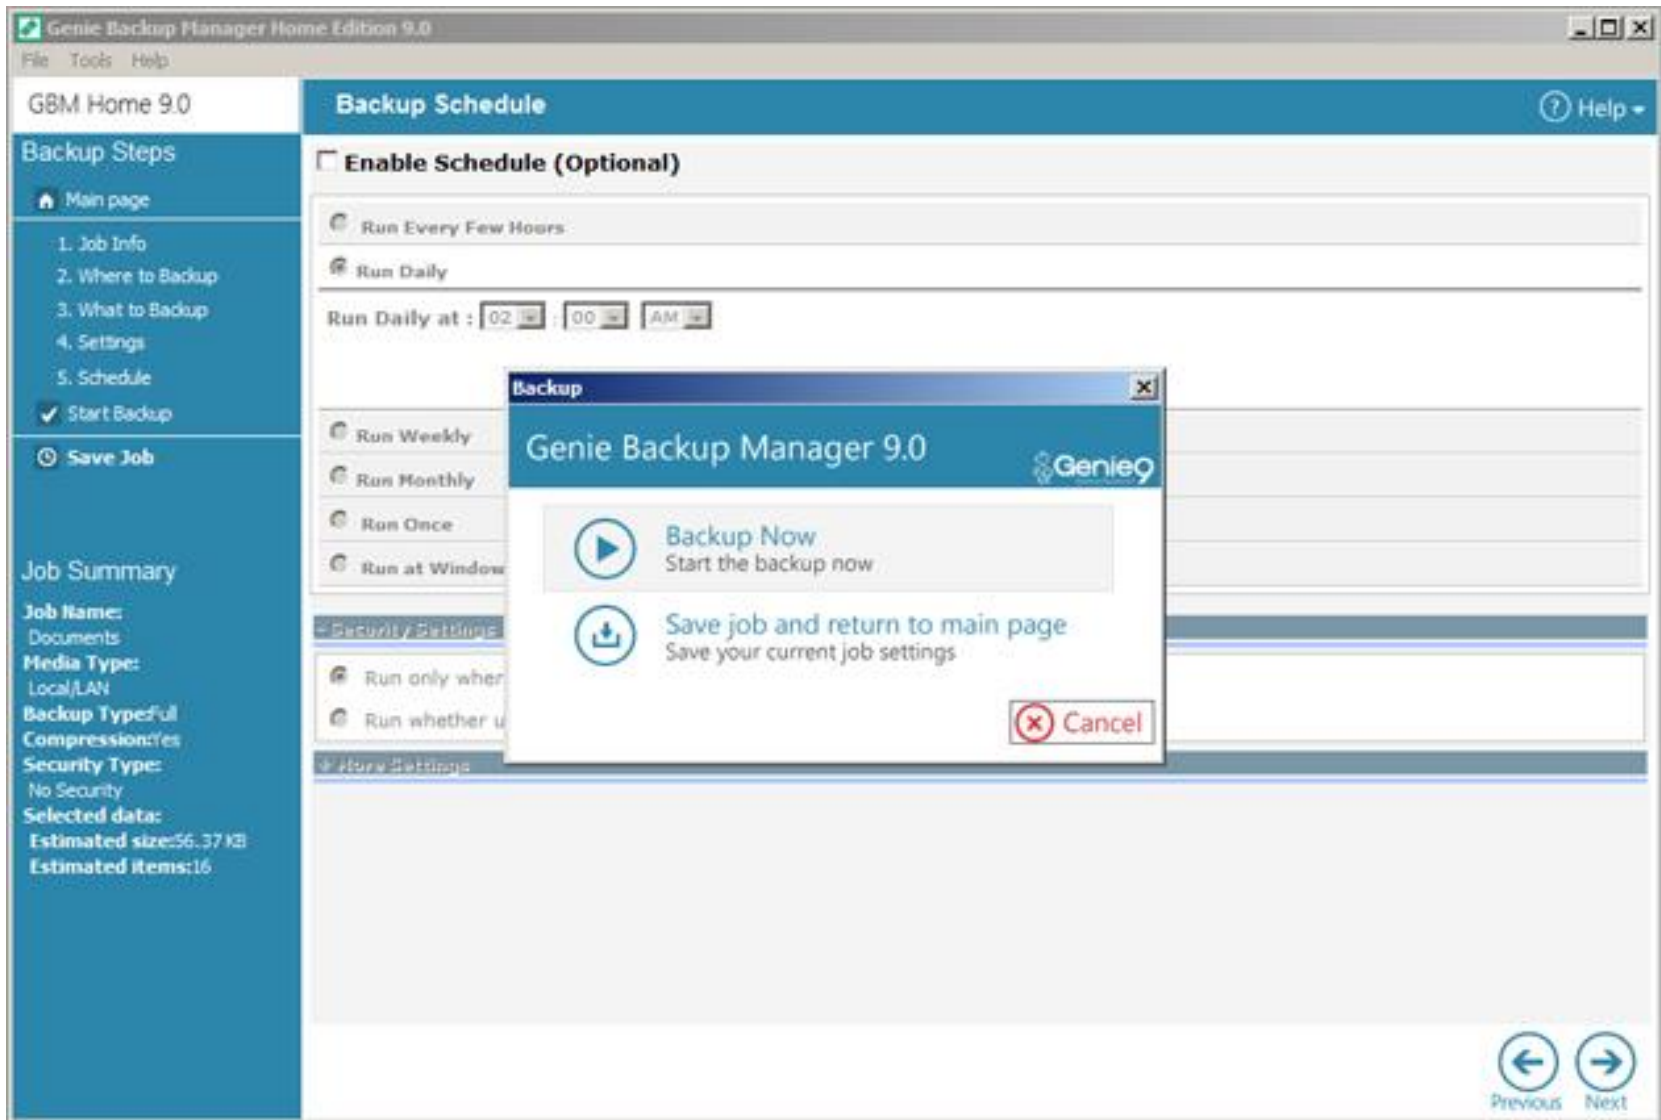 Genie Backup Manager Home Edition 9.0
File Tools Help
GBM Home 9.0
Backup Schedule
Help
Backup Steps
Main page
1. Job Info
2. Where to Backup
3. What to Backup
4. Settings
5. Schedule
Start Backup
Save Job
Job Summary
Job Name:
Documents
Media Type:
Local/LAN
Backup Type:Full
Compression:Yes
Security Type:
No Security
Selected data:
Estimated size:56.37 KB
Estimated items:16
Enable Schedule (Optional)
Run Every Few Hours
Run Daily
Run Daily at : 02 : 00 AM
Run Weekly
Run Monthly
Run Once
Run at Window
- Security Settings
Run only wher
Run whether u
+ More Settings
Backup
Genie Backup Manager 9.0
Genie9
Backup Now
Start the backup now
Save job and return to main page
Save your current job settings
Cancel
Previous Next